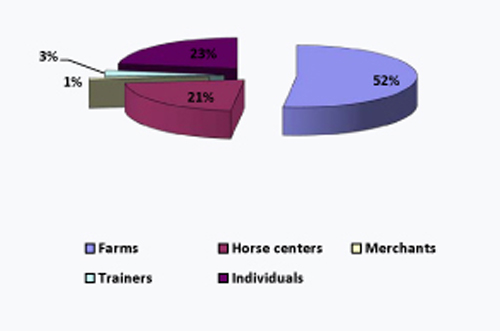 23%
3%
52%
1%
21%
Farms Horse centers Merchants
Trainers Individuals